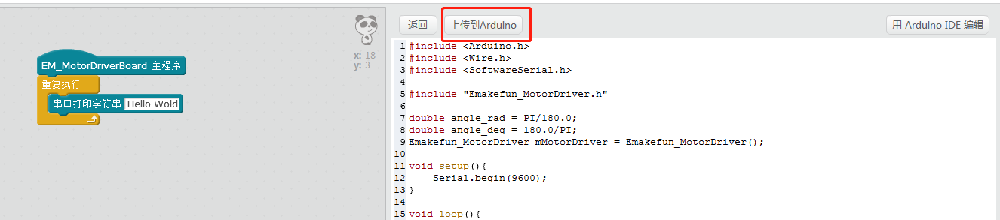 x: 18
y: 3
EM_MotorDriverBoard 主程序
重复执行
串口打印字符串 Hello Wold
返回 上传到Arduino 用 Arduino IDE 编辑
1 #include <Arduino.h>
2 #include <Wire.h>
3 #include <SoftwareSerial.h>
4
5 #include "Emakefun_MotorDriver.h"
6
7 double angle_rad = PI/180.0;
8 double angle_deg = 180.0/PI;
9 Emakefun_MotorDriver mMotorDriver = Emakefun_MotorDriver();
10
11 void setup(){
12 Serial.begin(9600);
13 }
14
15 void loop(){